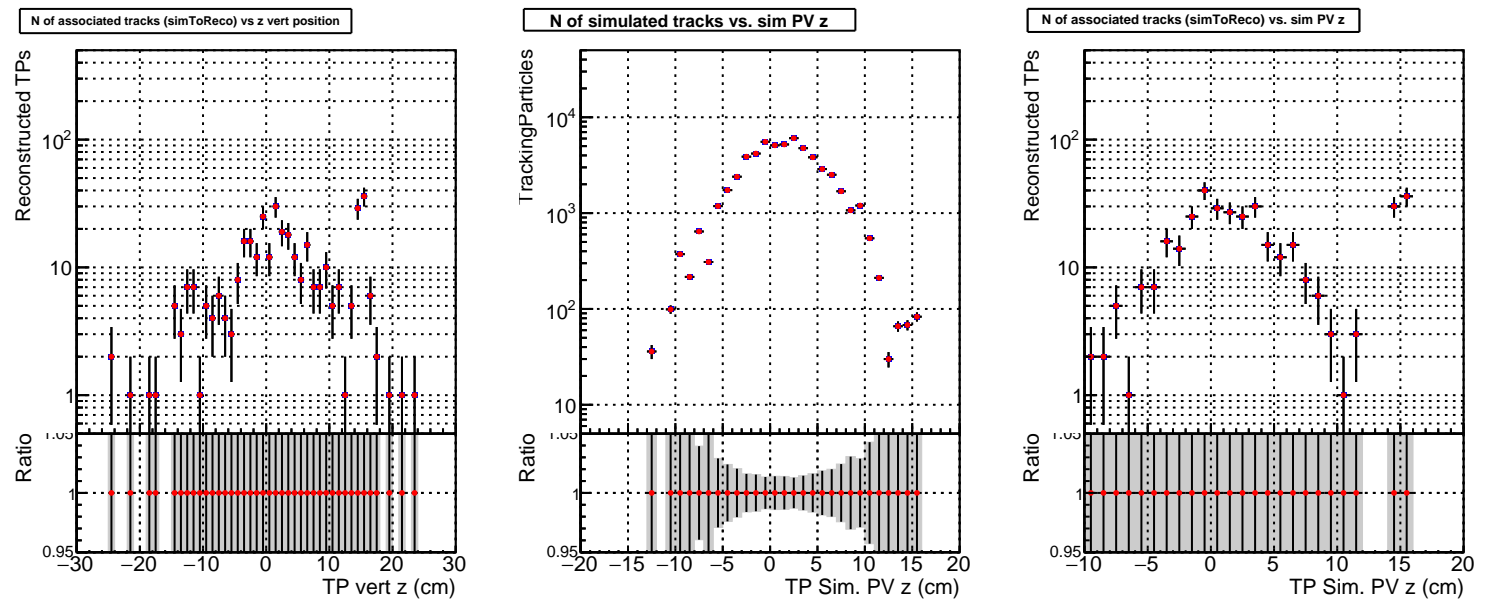 N of associated tracks (simToReco) vs z vert position
Reconstructed TPs
10²
10
1
Ratio
1.05
1
0.95
−30 −20 −10 0 10 20 30
TP vert z (cm)
N of simulated tracks vs. sim PV z
TrackingParticles
10⁴
10³
10²
10
Ratio
1.05
1
0.95
−20 −15 −10 −5 0 5 10 15 20
TP Sim. PV z (cm)
N of associated tracks (simToReco) vs. sim PV z
Reconstructed TPs
10²
10
1
Ratio
1.05
1
0.95
−10 −5 0 5 10 15 20
TP Sim. PV z (cm)